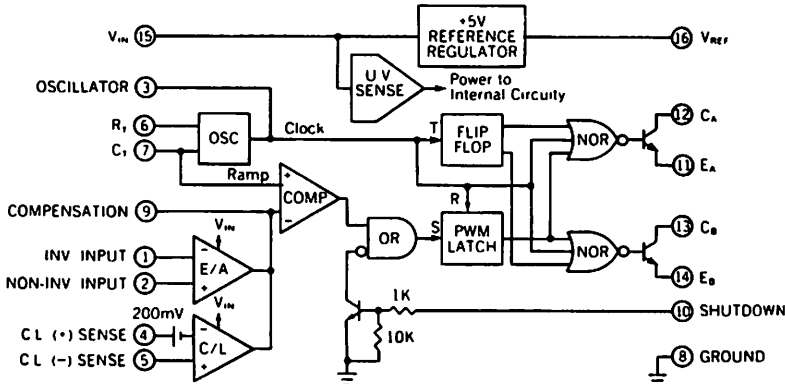 VIN 15
+5V
REFERENCE
REGULATOR
16 VREF
UV
SENSE
Power to
Internal Circuity
OSCILLATOR 3
RT 6
CT 7
OSC
Clock
T
FLIP
FLOP
NOR
12 CA
11 EA
Ramp
+
−
COMP
COMPENSATION 9
R
OR
S
PWM
LATCH
NOR
13 CB
14 EB
VIN
INV INPUT 1
NON-INV INPUT 2
−
E/A
+
VIN
200mV
CL (+) SENSE 4
CL (−) SENSE 5
−
C/L
+
1K
10K
10 SHUTDOWN
8 GROUND